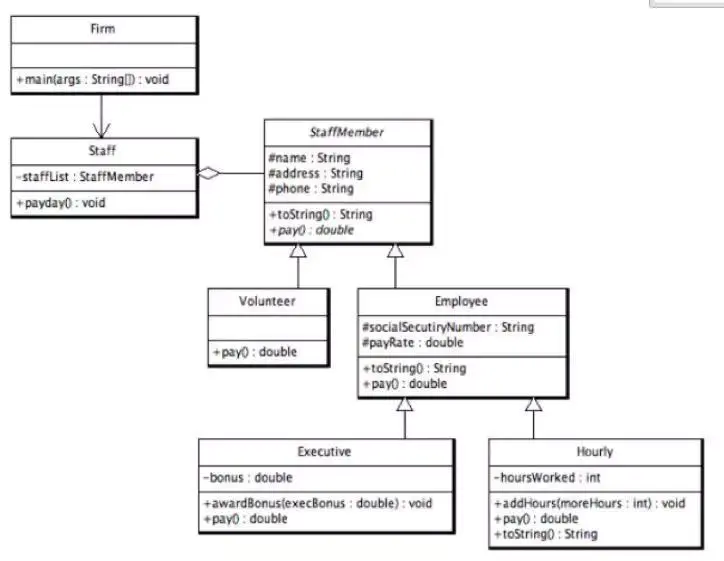 Firm
+main(args : String[]) : void
Staff
-staffList : StaffMember
+payday() : void
StaffMember
#name : String
#address : String
#phone : String
+toString() : String
+pay() : double
Volunteer
+pay() : double
Employee
#socialSecutiryNumber : String
#payRate : double
+toString() : String
+pay() : double
Executive
-bonus : double
+awardBonus(execBonus : double) : void
+pay() : double
Hourly
-hoursWorked : int
+addHours(moreHours : int) : void
+pay() : double
+toString() : String